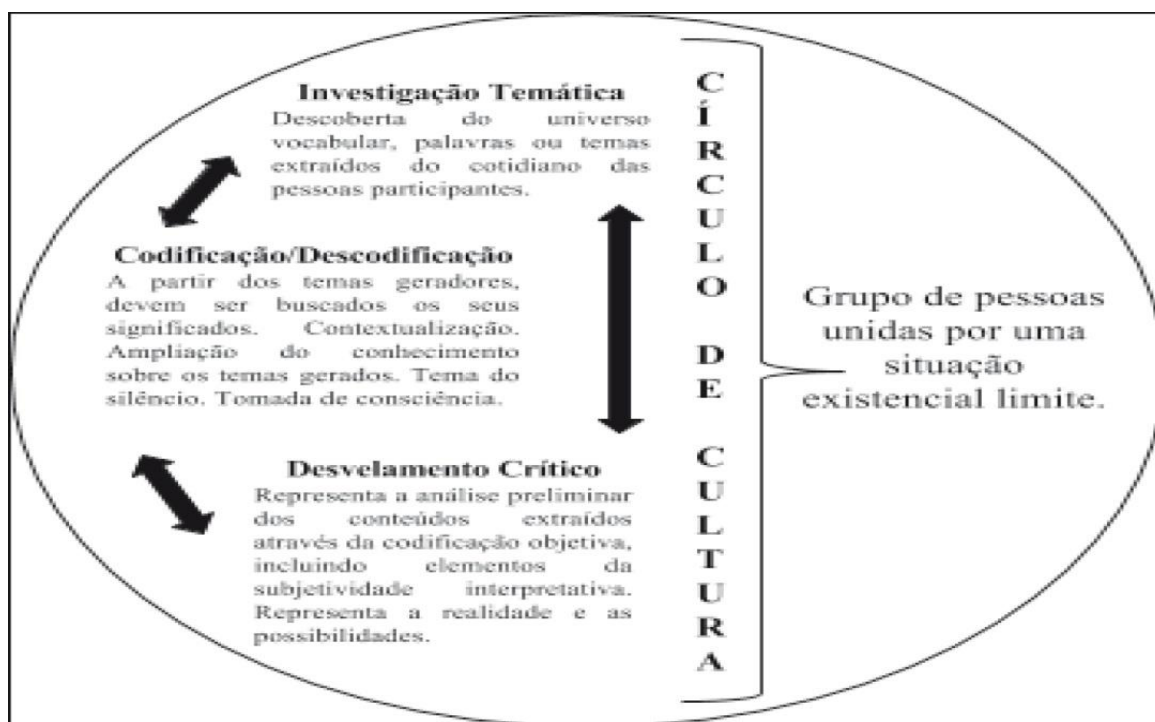 Investigação Temática
Descoberta do universo
vocabular, palavras ou temas
extraídos do cotidiano das
pessoas participantes.
Codificação/Descodificação
A partir dos temas geradores,
devem ser buscados os seus
significados. Contextualização.
Ampliação do conhecimento
sobre os temas gerados. Tema do
silêncio. Tomada de consciência.
Desvelamento Crítico
Representa a análise preliminar
dos conteúdos extraídos
através da codificação objetiva,
incluindo elementos da
subjetividade interpretativa.
Representa a realidade e as
possibilidades.
CÍRCULO DE CULTURA
Grupo de pessoas
unidas por uma
situação
existencial limite.